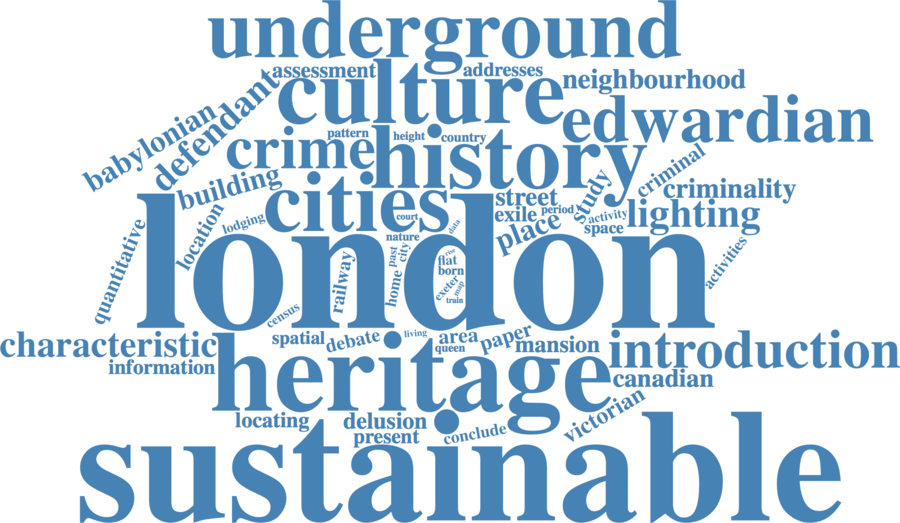 underground
assessment
addresses
culture
neighbourhood
babylonian
defendant
edwardian
pattern
height
country
crime
history
criminal
building
cities
street
study
criminality
exile
period
court
activity
lighting
location
lodging
data
place
space
quantitative
london
nature
past
city
rise
flat
born
activities
railway
home
exeter
map
train
census
characteristic
spatial
debate
living
area
queen
paper
mansion
introduction
information
heritage
canadian
locating
delusion
victorian
present
conclude
sustainable